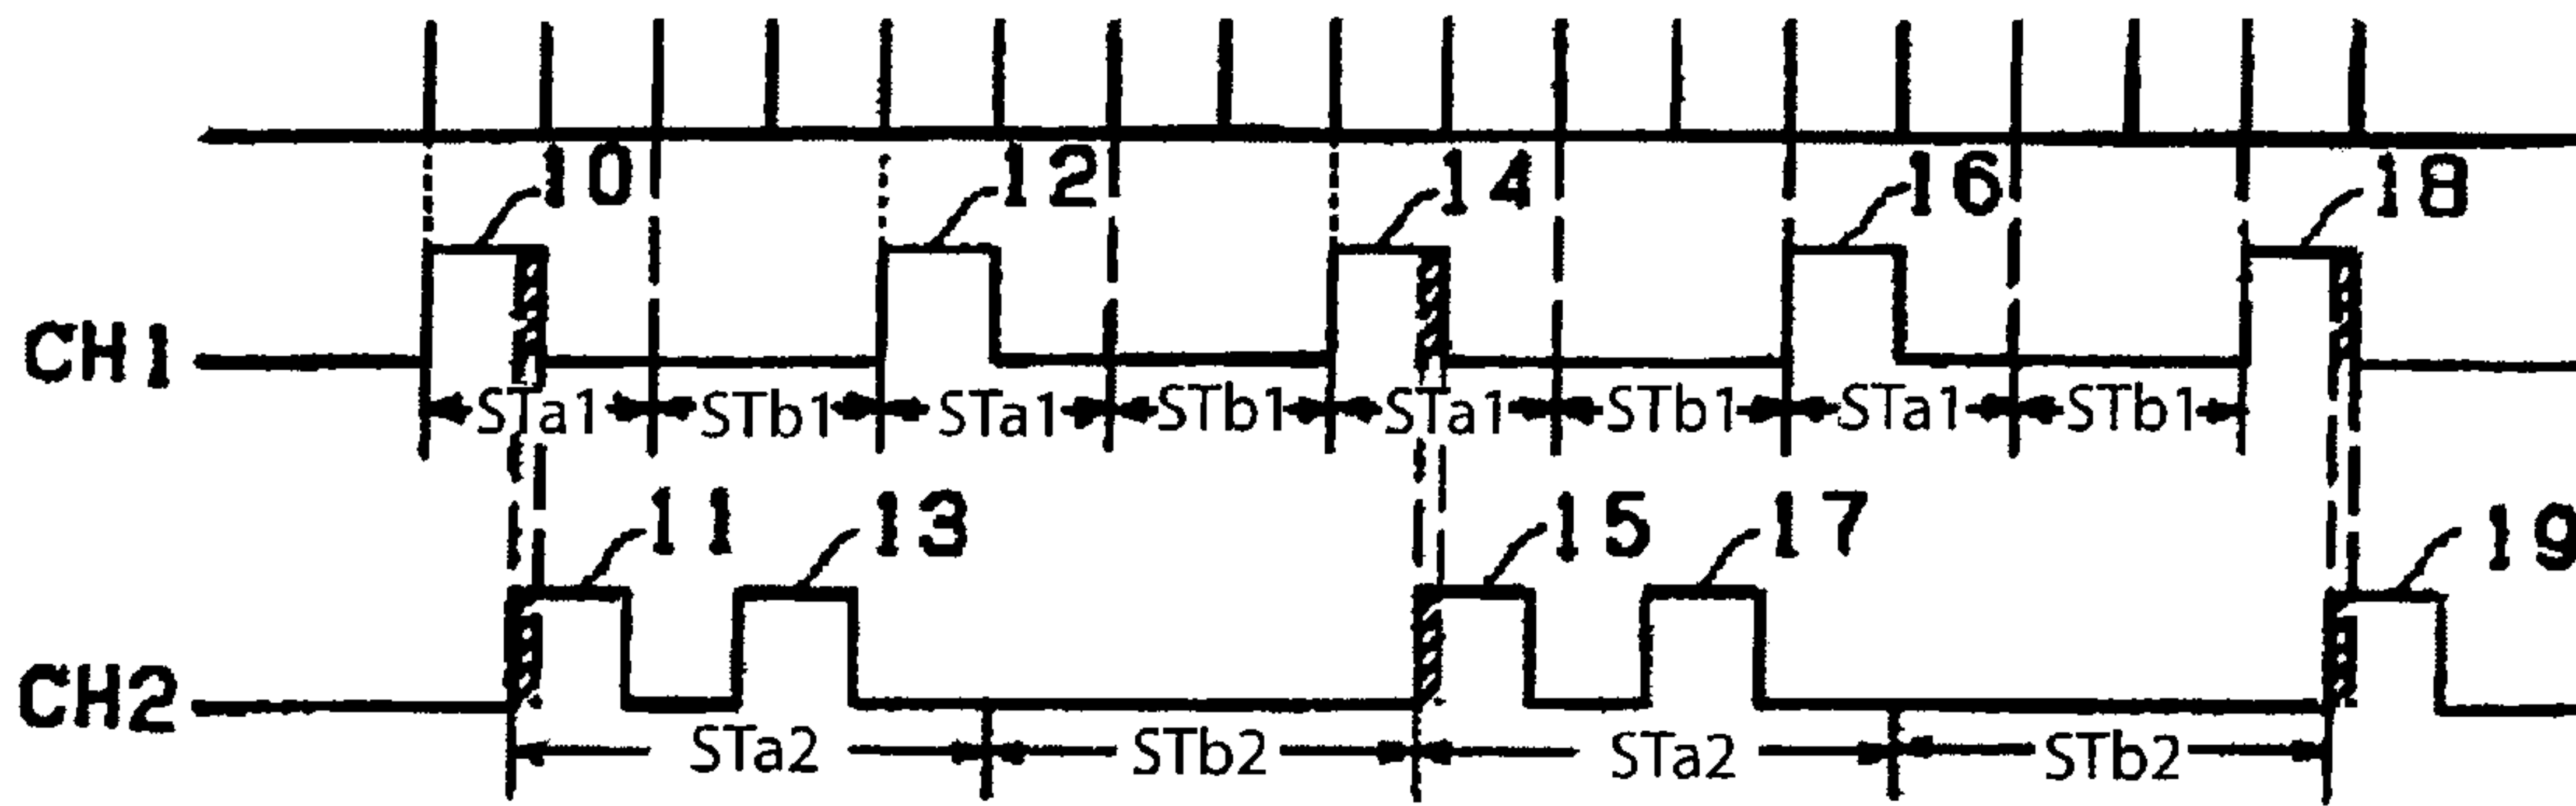 10 12 14 16 18
CH1
STa1 STb1 STa1 STb1 STa1 STb1 STa1 STb1
11 13 15 17 19
CH2
STa2 STb2 STa2 STb2